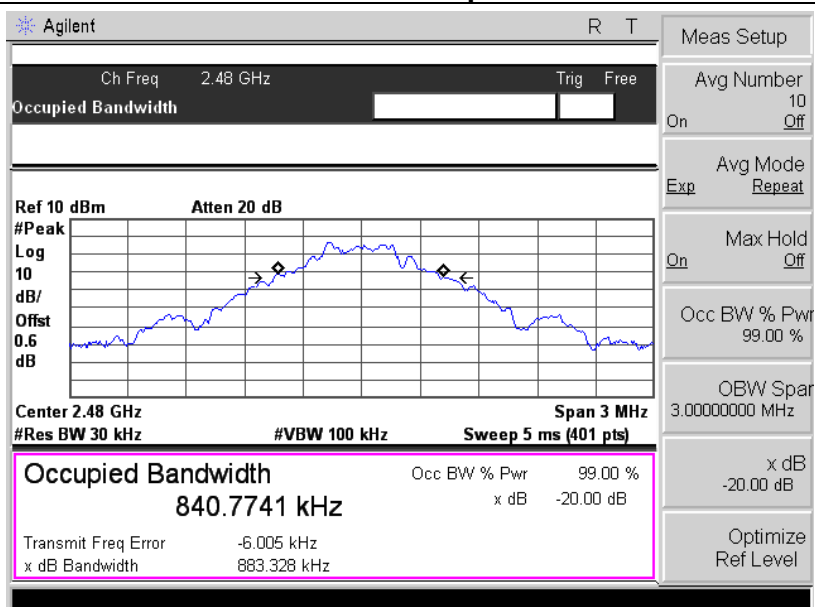 Agilent R T
Ch Freq 2.48 GHz Trig Free
Occupied Bandwidth
Ref 10 dBm Atten 20 dB
#Peak
Log
10
dB/
Offst
0.6
dB
Center 2.48 GHz Span 3 MHz
#Res BW 30 kHz #VBW 100 kHz Sweep 5 ms (401 pts)
Occupied Bandwidth
840.7741 kHz
Occ BW % Pwr 99.00 %
x dB -20.00 dB
Transmit Freq Error -6.005 kHz
x dB Bandwidth 883.328 kHz
Meas Setup
Avg Number
10
On Off
Avg Mode
Exp Repeat
Max Hold
On Off
Occ BW % Pwr
99.00 %
OBW Span
3.00000000 MHz
x dB
-20.00 dB
Optimize
Ref Level